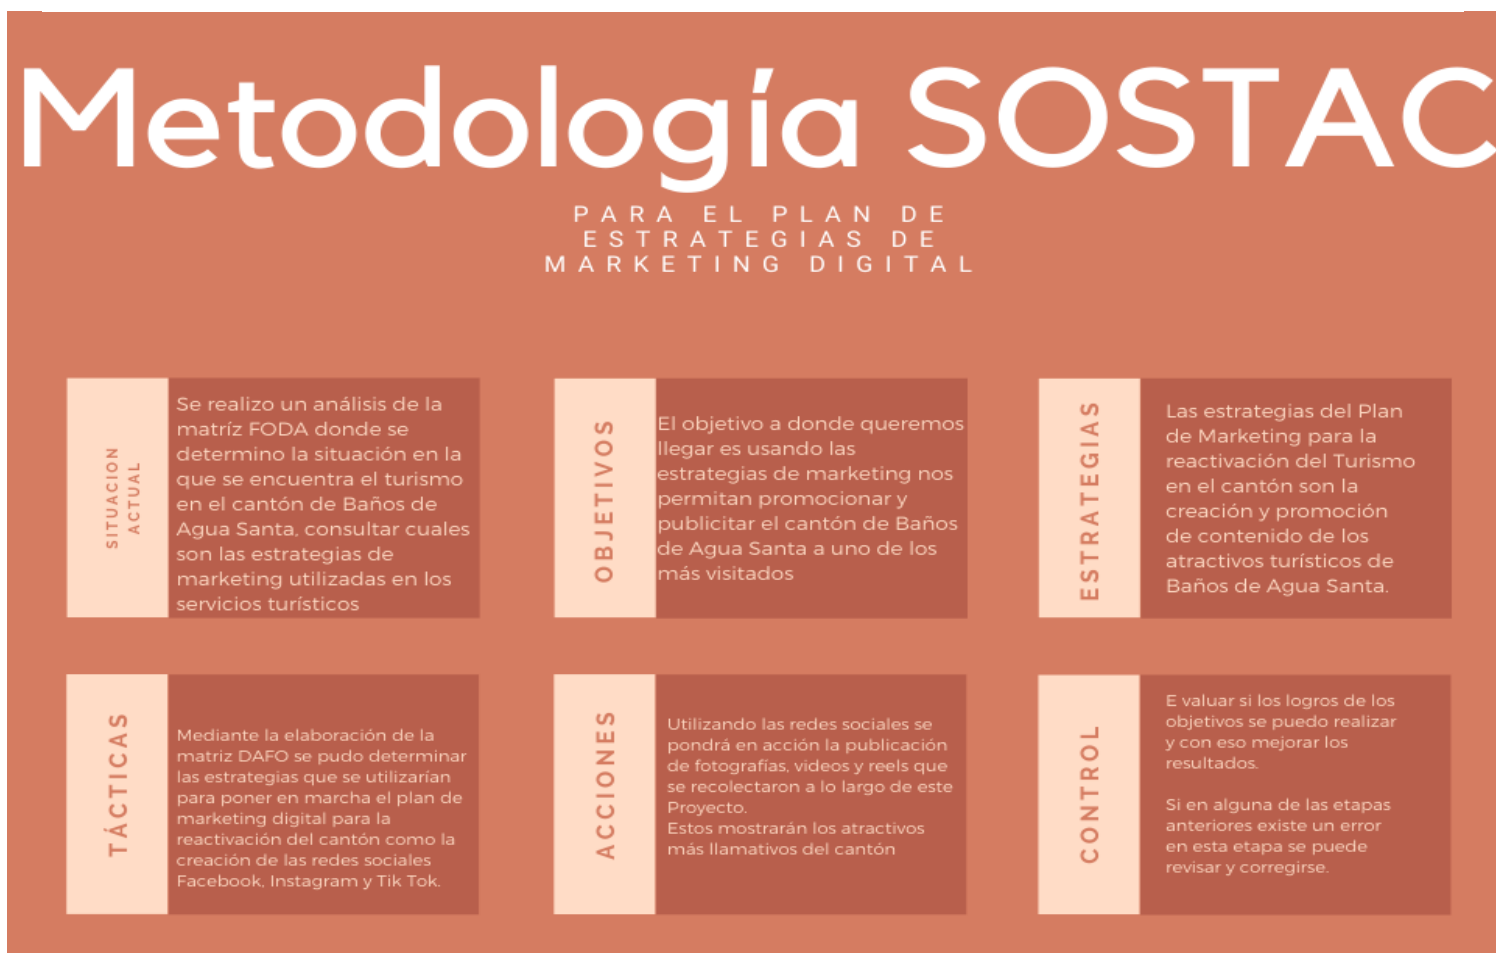 Metodología SOSTAC
PARA EL PLAN DE
ESTRATEGIAS DE
MARKETING DIGITAL
SITUACION
ACTUAL
Se realizo un análisis de la
matríz FODA donde se
determino la situación en la
que se encuentra el turismo
en el cantón de Baños de
Agua Santa, consultar cuales
son las estrategias de
marketing utilizadas en los
servicios turísticos
OBJETIVOS
El objetivo a donde queremos
llegar es usando las
estrategias de marketing nos
permitan promocionar y
publicitar el cantón de Baños
de Agua Santa a uno de los
más visitados
ESTRATEGIAS
Las estrategias del Plan
de Marketing para la
reactivación del Turismo
en el cantón son la
creación y promoción
de contenido de los
atractivos turísticos de
Baños de Agua Santa.
TÁCTICAS
Mediante la elaboración de la
matriz DAFO se pudo determinar
las estrategias que se utilizarían
para poner en marcha el plan de
marketing digital para la
reactivación del cantón como la
creación de las redes sociales
Facebook, Instagram y Tik Tok.
ACCIONES
Utilizando las redes sociales se
pondrá en acción la publicación
de fotografías, videos y reels que
se recolectaron a lo largo de este
Proyecto.
Estos mostrarán los atractivos
más llamativos del cantón
CONTROL
E valuar si los logros de los
objetivos se puedo realizar
y con eso mejorar los
resultados.
Si en alguna de las etapas
anteriores existe un error
en esta etapa se puede
revisar y corregirse.